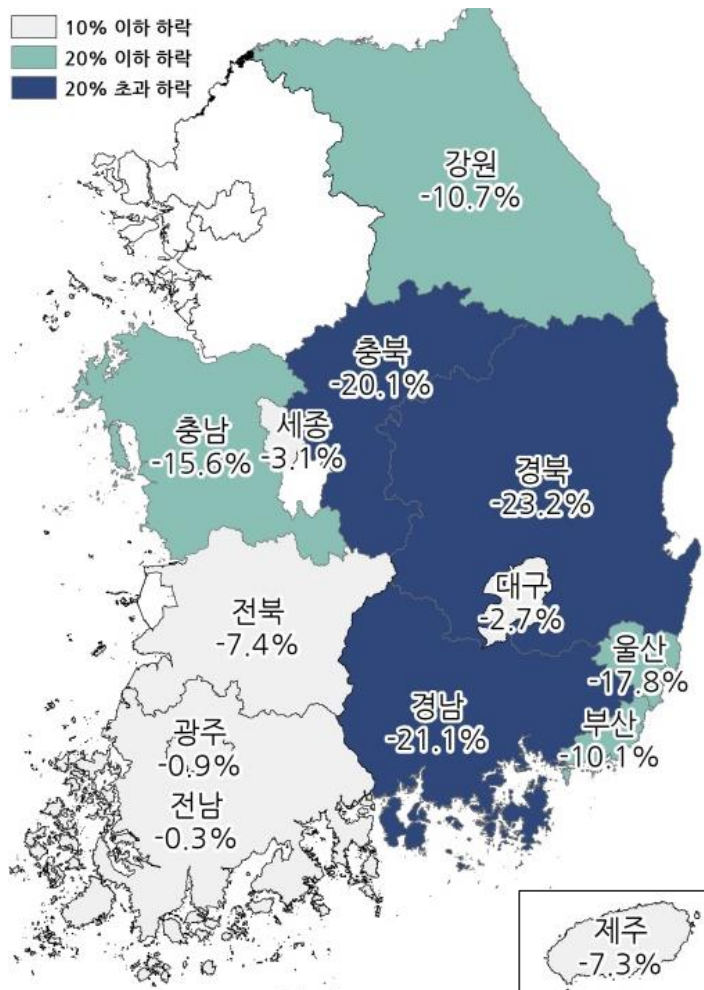 10% 이하 하락
20% 이하 하락
20% 초과 하락
강원
-10.7%
충북
-20.1%
충남
-15.6%
세종
-3.1%
경북
-23.2%
대구
-2.7%
전북
-7.4%
울산
-17.8%
경남
-21.1%
부산
-10.1%
광주
-0.9%
전남
-0.3%
제주
-7.3%